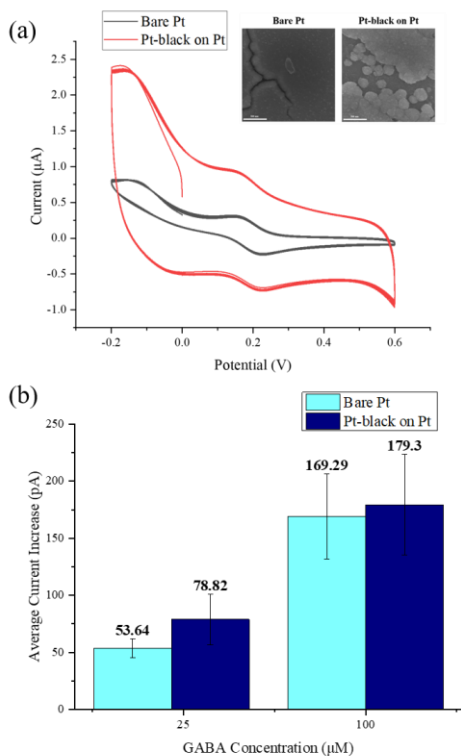 (a)
Bare Pt
Pt-black on Pt
Bare Pt
Pt-black on Pt
2.5
2.0
1.5
1.0
0.5
0.0
-0.5
-1.0
Current (μA)
-0.2
0.0
0.2
0.4
0.6
Potential (V)
(b)
Bare Pt
Pt-black on Pt
250
200
150
100
50
0
Average Current Increase (pA)
53.64
78.82
169.29
179.3
25
100
GABA Concentration (μM)